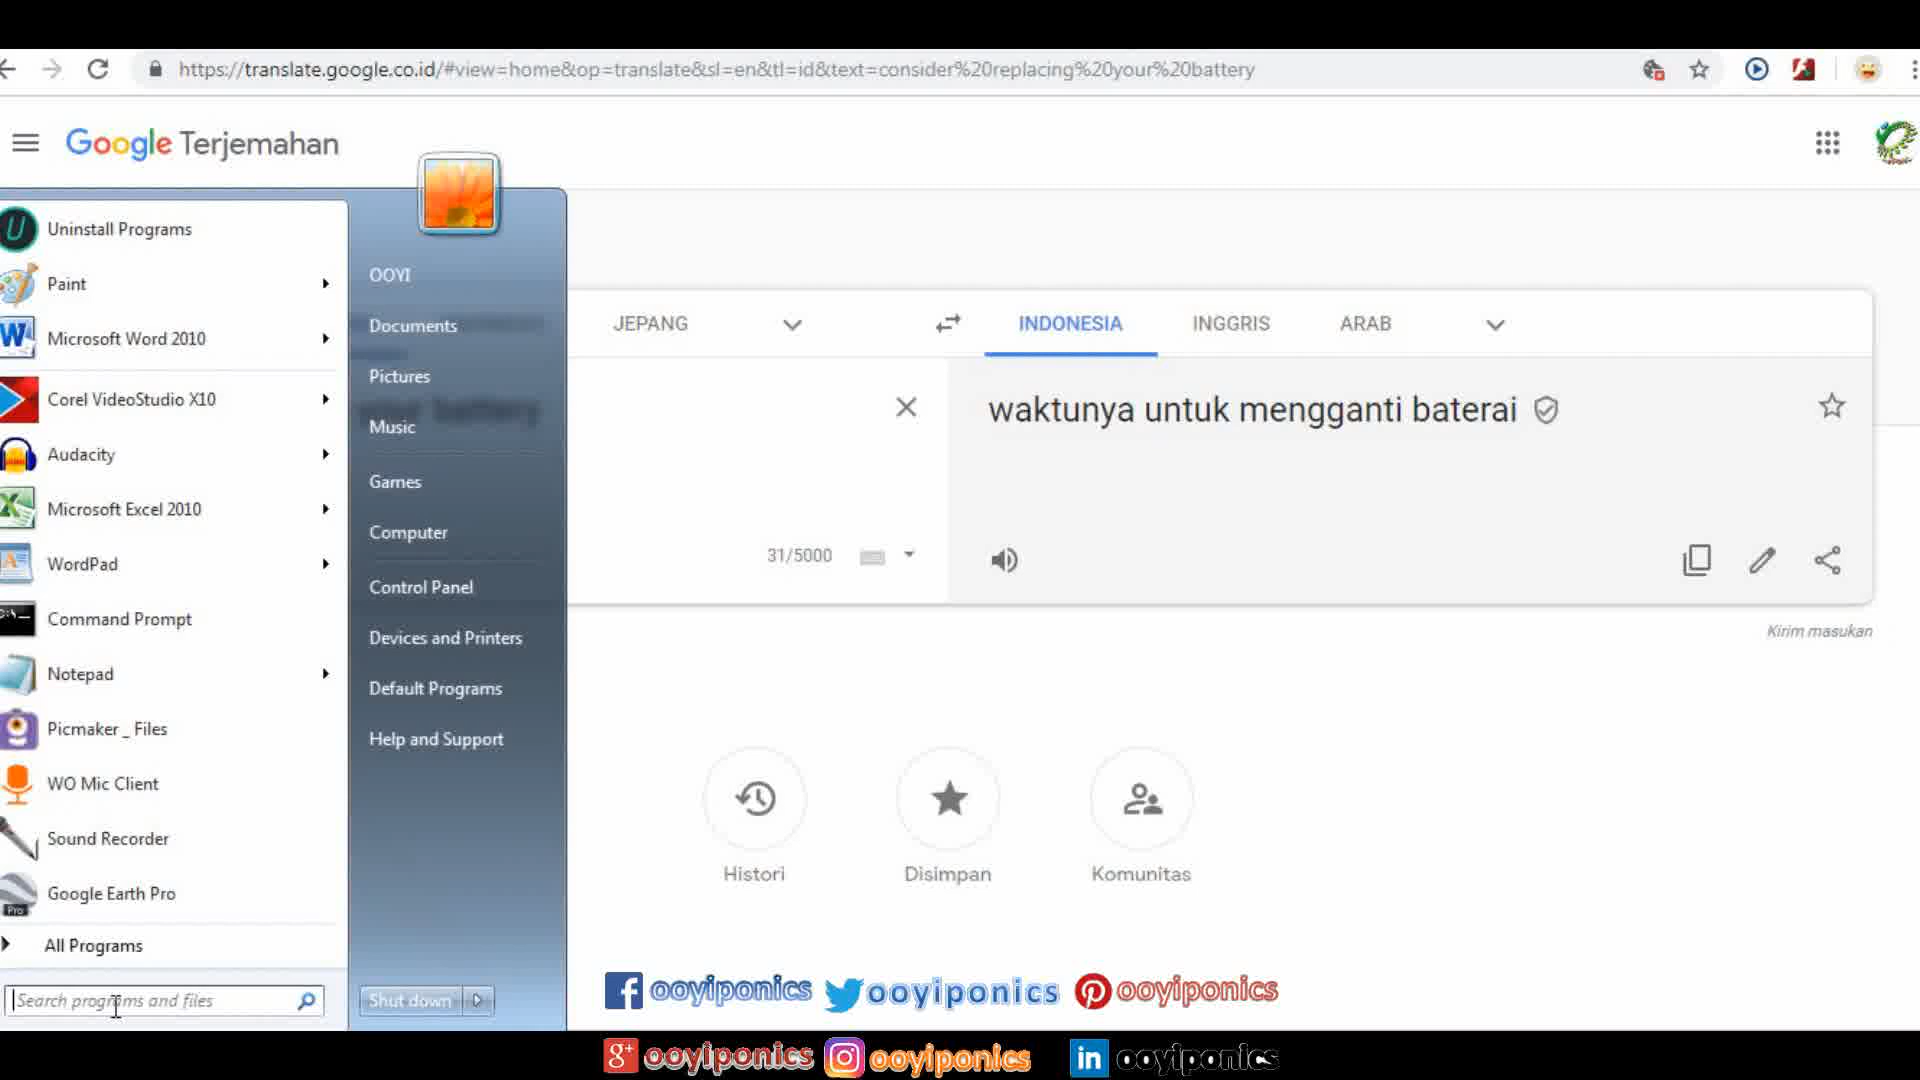 https://translate.google.co.id/#view=home&op=translate&sl=en&tl=id&text=consider%20replacing%20your%20battery
Google Terjemahan
Uninstall Programs
Paint
Microsoft Word 2010
Corel VideoStudio X10
Audacity
Microsoft Excel 2010
WordPad
Command Prompt
Notepad
Picmaker _ Files
WO Mic Client
Sound Recorder
Google Earth Pro
Pro
All Programs
Search programs and files
OOYI
Documents
Pictures
your battery
Music
Games
Computer
Control Panel
Devices and Printers
Default Programs
Help and Support
Shut down
JEPANG
INDONESIA INGGRIS ARAB
waktunya untuk mengganti baterai
31/5000
Kirim masukan
Histori Disimpan Komunitas
ooyiponics ooyiponics ooyiponics
ooyiponics ooyiponics ooyiponics